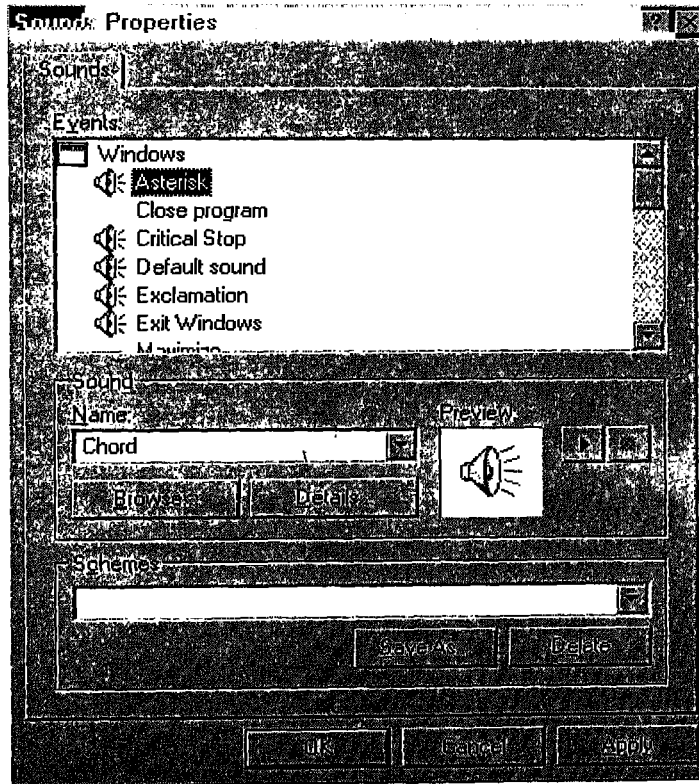 Sounds Properties
Sounds
Events:
Windows
Asterisk
Close program
Critical Stop
Default sound
Exclamation
Exit Windows
Maximize
Sound
Name:
Preview:
Chord
Browse...
Details...
Schemes
Save As...
Delete
OK
Cancel
Apply